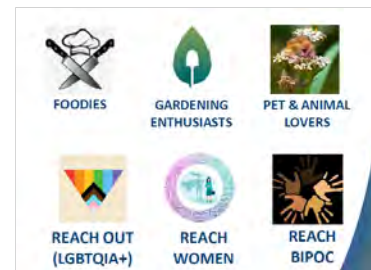 FOODIES
GARDENING
ENTHUSIASTS
PET & ANIMAL
LOVERS
REACH OUT
(LGBTQIA+)
REACH
WOMEN
REACH
BIPOC